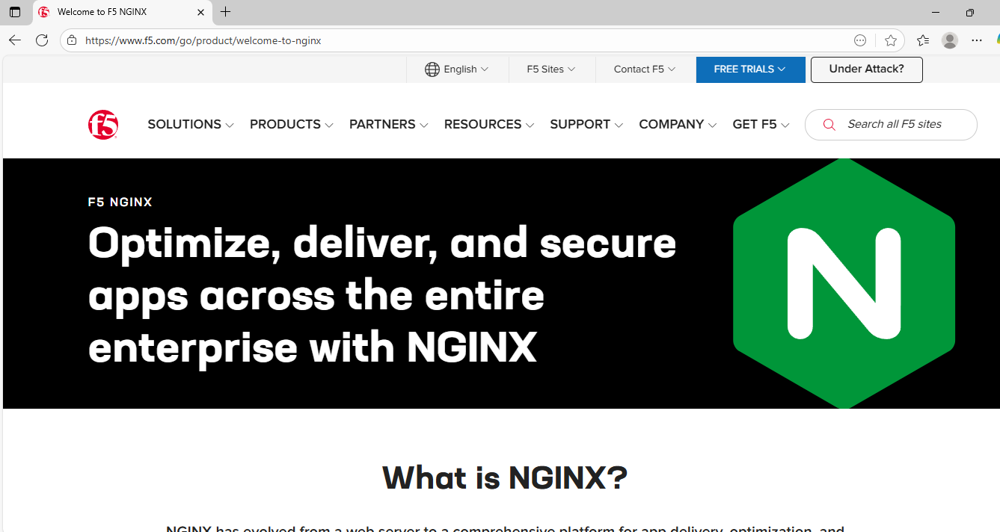 Welcome to F5 NGINX
https://www.f5.com/go/product/welcome-to-nginx
English F5 Sites Contact F5 FREE TRIALS Under Attack?
f5 SOLUTIONS PRODUCTS PARTNERS RESOURCES SUPPORT COMPANY GET F5 Search all F5 sites
F5 NGINX
Optimize, deliver, and secure
apps across the entire
enterprise with NGINX
N
What is NGINX?
NGINX has evolved from a web server to a comprehensive platform for app delivery, optimization, and